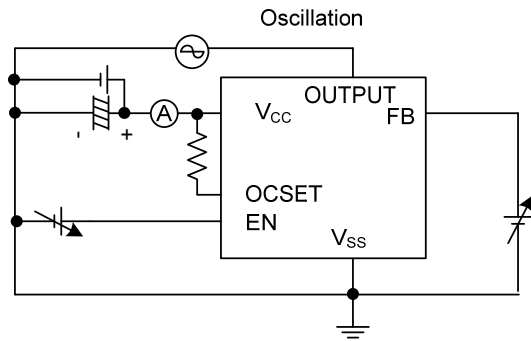 Oscillation
OUTPUT
VCC
FB
A
- +
OCSET
EN
VSS